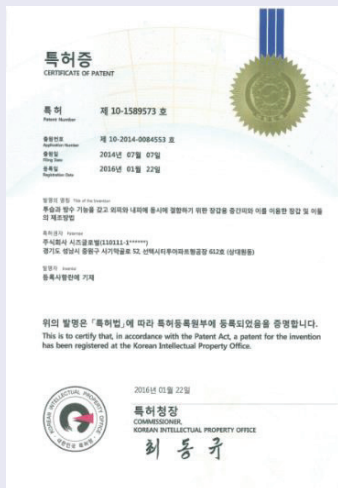 특허증
CERTIFICATE OF PATENT
특허 제 10-1589573 호
Patent Number
출원번호 제 10-2014-0084553 호
Application Number
출원일 2014년 07월 07일
Filing Date
등록일 2016년 01월 22일
Registration Date
발명의 명칭 Title of the Invention
투습과 방수 기능을 갖고 외피와 내피에 동시에 결합하기 위한 장갑용 중간피와 이를 이용한 장갑 및 이들
의 제조방법
특허권자 Patentee
주식회사 시즈글로벌(110111-1******)
경기도 성남시 중원구 사기막골로 52, 선택시티투아파트형공장 612호 (상대원동)
발명자 Inventor
등록사항란에 기재
위의 발명은 「특허법」에 따라 특허등록원부에 등록되었음을 증명합니다.
This is to certify that, in accordance with the Patent Act, a patent for the invention
has been registered at the Korean Intellectual Property Office.
2016년 01월 22일
특허청장
COMMISSIONER,
KOREAN INTELLECTUAL PROPERTY OFFICE
최동규
KOREAN INTELLECTUAL PROPERTY OFFICE